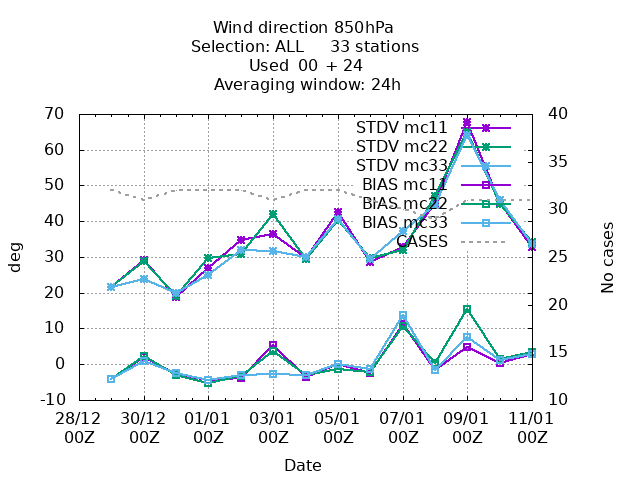 Wind direction 850hPa
Selection: ALL 33 stations
Used 00 + 24
Averaging window: 24h
70
60
50
40
30
20
10
0
-10
deg
40
35
30
25
20
15
10
No cases
STDV mc11
STDV mc22
STDV mc33
BIAS mc11
BIAS mc22
BIAS mc33
CASES
28/12 30/12 01/01 03/01 05/01 07/01 09/01 11/01
00Z 00Z 00Z 00Z 00Z 00Z 00Z 00Z
Date